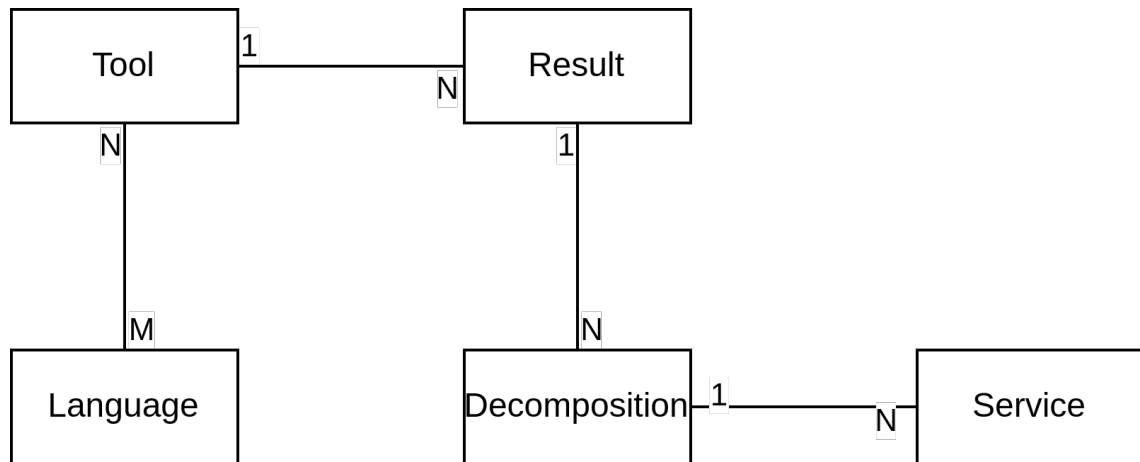 Tool
1
N
Result
N
1
M
N
Language
Decomposition
1
N
Service